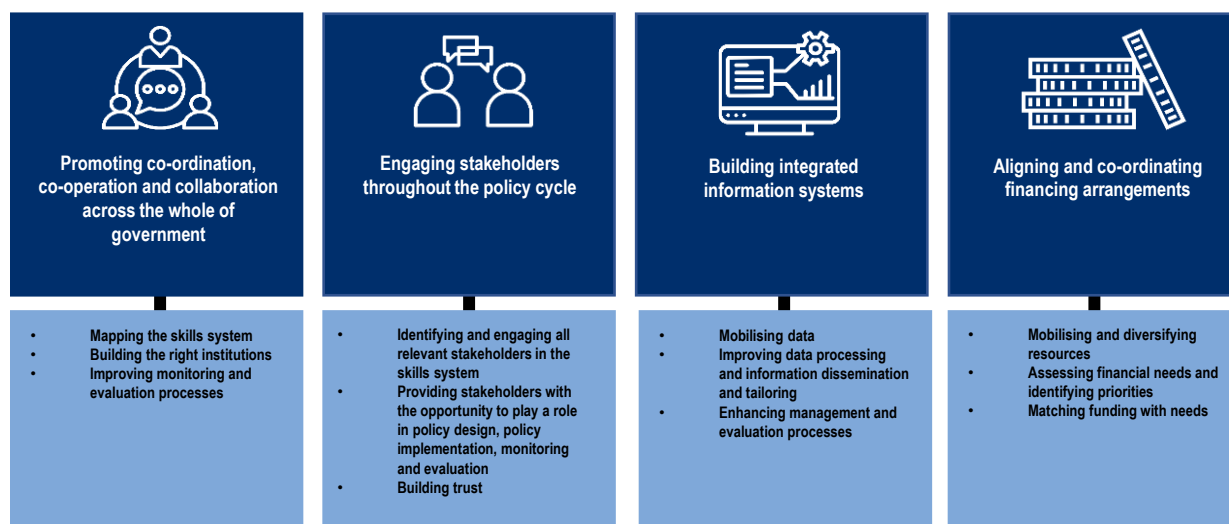 Promoting co-ordination,
co-operation and collaboration
across the whole of
government
Engaging stakeholders
throughout the policy cycle
Building integrated
information systems
Aligning and co-ordinating
financing arrangements
• Mapping the skills system
• Building the right institutions
• Improving monitoring and
evaluation processes
• Identifying and engaging all
relevant stakeholders in the
skills system
• Providing stakeholders with
the opportunity to play a role
in policy design, policy
implementation, monitoring
and evaluation
• Building trust
• Mobilising data
• Improving data processing
and information dissemination
and tailoring
• Enhancing management and
evaluation processes
• Mobilising and diversifying
resources
• Assessing financial needs and
identifying priorities
• Matching funding with needs